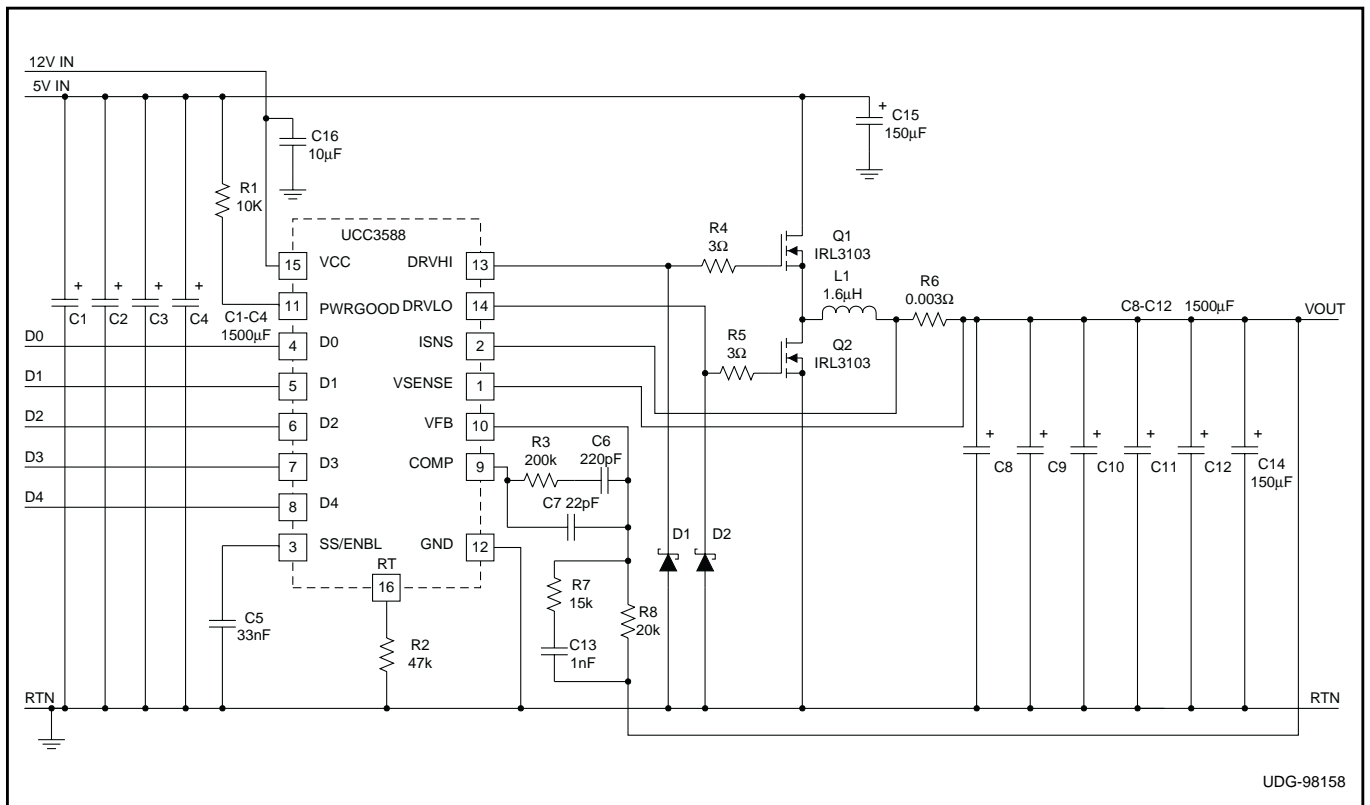 12V IN
5V IN
C16
10µF
+
C15
150µF
R1
10K
UCC3588
R4
3Ω
Q1
IRL3103
15
VCC
DRVHI
13
L1
1.6µH
R6
0.003Ω
+
+
+
+
C1
C2
C3
C4
11
PWRGOOD
DRVLO
14
C1-C4
1500µF
C8-C12 1500µF
VOUT
D0
4
D0
ISNS
2
R5
3Ω
Q2
IRL3103
D1
5
D1
VSENSE
1
D2
6
D2
VFB
10
R3
200k
C6
220pF
+
+
+
+
+
+
C8
C9
C10
C11
C12
C14
150µF
D3
7
D3
COMP
9
D4
8
D4
C7 22pF
D1
D2
3
SS/ENBL
GND
12
RT
16
R7
15k
R8
20k
C5
33nF
R2
47k
C13
1nF
RTN
RTN
UDG-98158